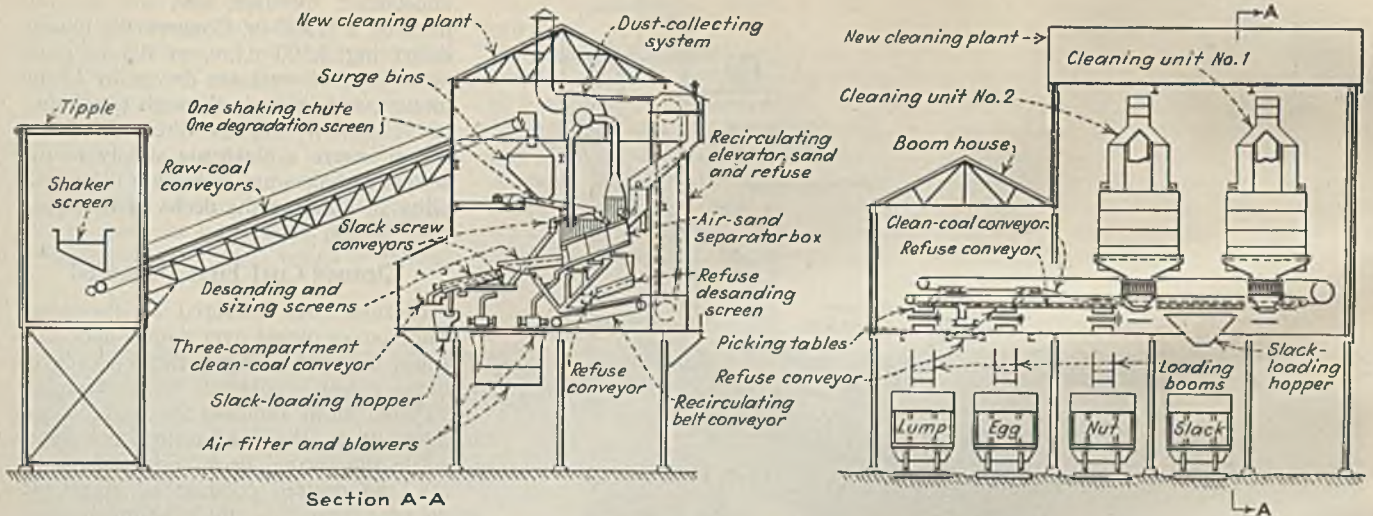 New cleaning plant
Dust-collecting
system
Surge bins
One shaking chute
One degradation screen
Tipple
Raw-coal
conveyors
Shaker
screen
Slack screw
conveyors
Desanding and
sizing screens
Three-compartment
clean-coal conveyor
Slack-loading hopper
Air filter and blowers
Recirculating
elevator, sand
and refuse
Air-sand
separator box
Refuse
desanding
screen
Refuse
conveyor
Recirculating
belt conveyor
Section A-A
A
New cleaning plant
Cleaning unit No.1
Cleaning unit No.2
Boom house
Clean-coal conveyor
Refuse conveyor
Picking tables
Refuse conveyor
Loading
booms
Slack-
loading
hopper
Lump
Egg
Nut
Slack
A